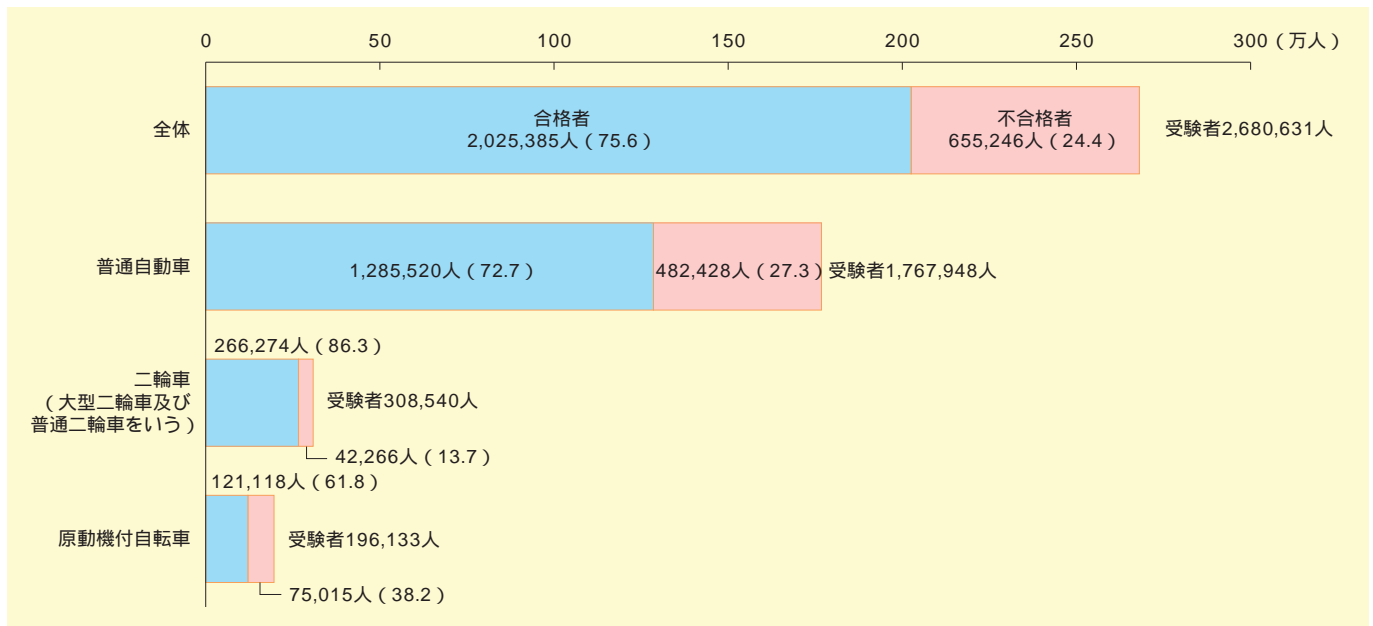 0 50 100 150 200 250 300（万人）
全体
合格者
2,025,385人（75.6）
不合格者
655,246人（24.4）
受験者2,680,631人
普通自動車
1,285,520人（72.7）
482,428人（27.3）
受験者1,767,948人
266,274人（86.3）
二輪車
（大型二輪車及び
普通二輪車をいう）
受験者308,540人
42,266人（13.7）
121,118人（61.8）
原動機付自転車
受験者196,133人
75,015人（38.2）